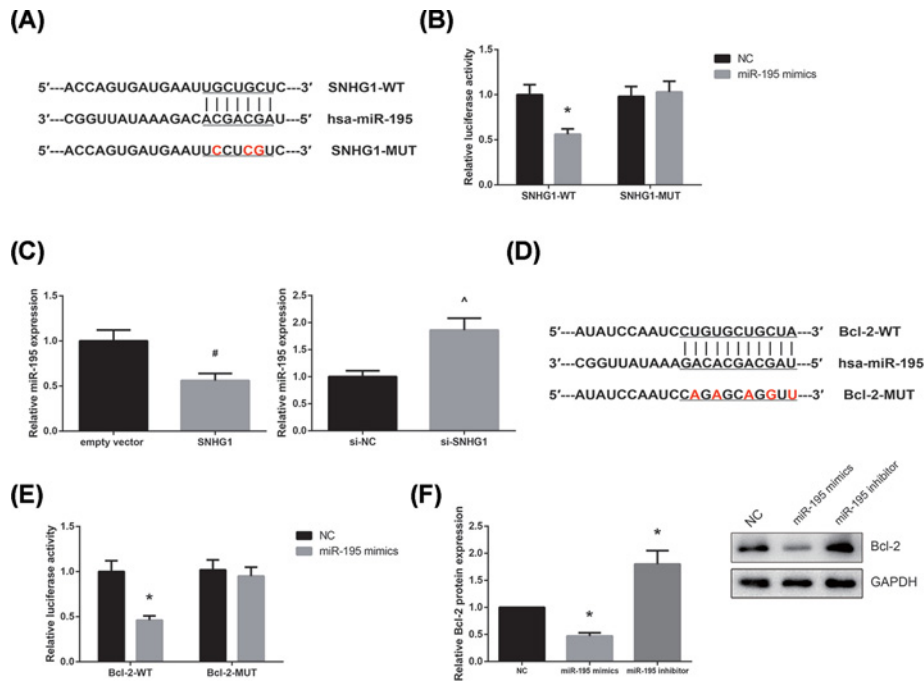 (A)
5′---ACCAGUGAUGAAUUGCUGCUC---3′ SNHG1-WT
3′---CGGUUAUAAAGACACGACGAU---5′ hsa-miR-195
5′---ACCAGUGAUGAAUUCCUCGUC---3′ SNHG1-MUT
(B)
Relative luciferase activity
1.5
1.0
0.5
0.0
*
NC
miR-195 mimics
SNHG1-WT SNHG1-MUT
(C)
Relative miR-195 expression
1.5
1.0
0.5
0.0
#
empty vector SNHG1
Relative miR-195 expression
2.5
2.0
1.5
1.0
0.5
0.0
^
si-NC si-SNHG1
(D)
5′---AUAUCCAAUCCUGUGCUGCUA---3′ Bcl-2-WT
3′---CGGUUAUAAAGACACGACGAU---5′ hsa-miR-195
5′---AUAUCCAAUCCAGAGCAGGUU---3′ Bcl-2-MUT
(E)
Relative luciferase activity
1.5
1.0
0.5
0.0
*
NC
miR-195 mimics
Bcl-2-WT Bcl-2-MUT
(F)
Relative Bcl-2 protein expression
2.5
2.0
1.5
1.0
0.5
0.0
*
*
NC miR-195 mimics miR-195 inhibitor
NC miR-195 mimics miR-195 inhibitor
Bcl-2
GAPDH